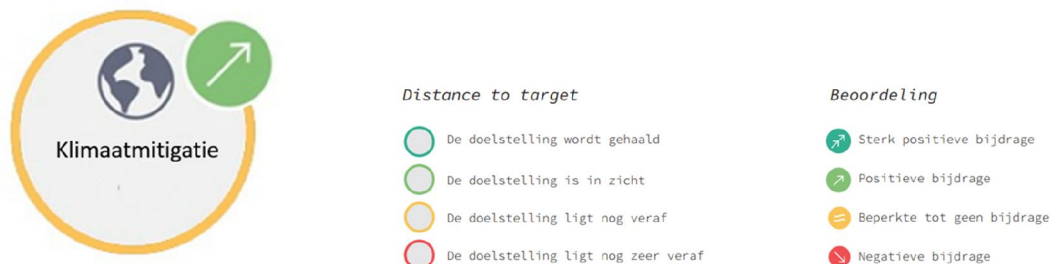 Klimaatmitigatie
Distance to target
De doelstelling wordt gehaald
De doelstelling is in zicht
De doelstelling ligt nog veraf
De doelstelling ligt nog zeer veraf
Beoordeling
Sterk positieve bijdrage
Positieve bijdrage
Beperkte tot geen bijdrage
Negatieve bijdrage